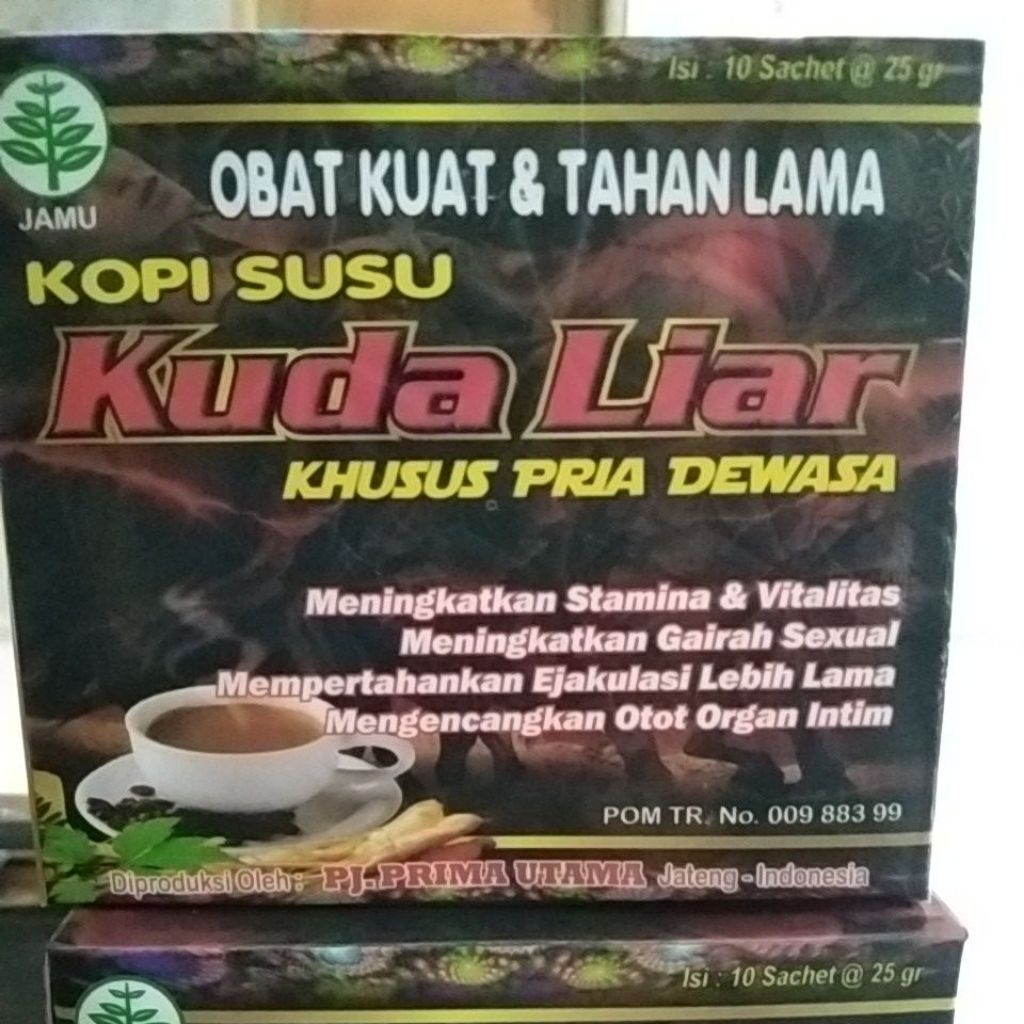 Isi : 10 Sachet @ 25 gr
JAMU
OBAT KUAT & TAHAN LAMA
KOPI SUSU
Kuda Liar
KHUSUS PRIA DEWASA
Meningkatkan Stamina & Vitalitas
Meningkatkan Gairah Sexual
Mempertahankan Ejakulasi Lebih Lama
Mengencangkan Otot Organ Intim
POM TR. No. 009 883 99
Diproduksi Oleh : PJ. PRIMA UTAMA Jateng - Indonesia
Isi : 10 Sachet @ 25 gr